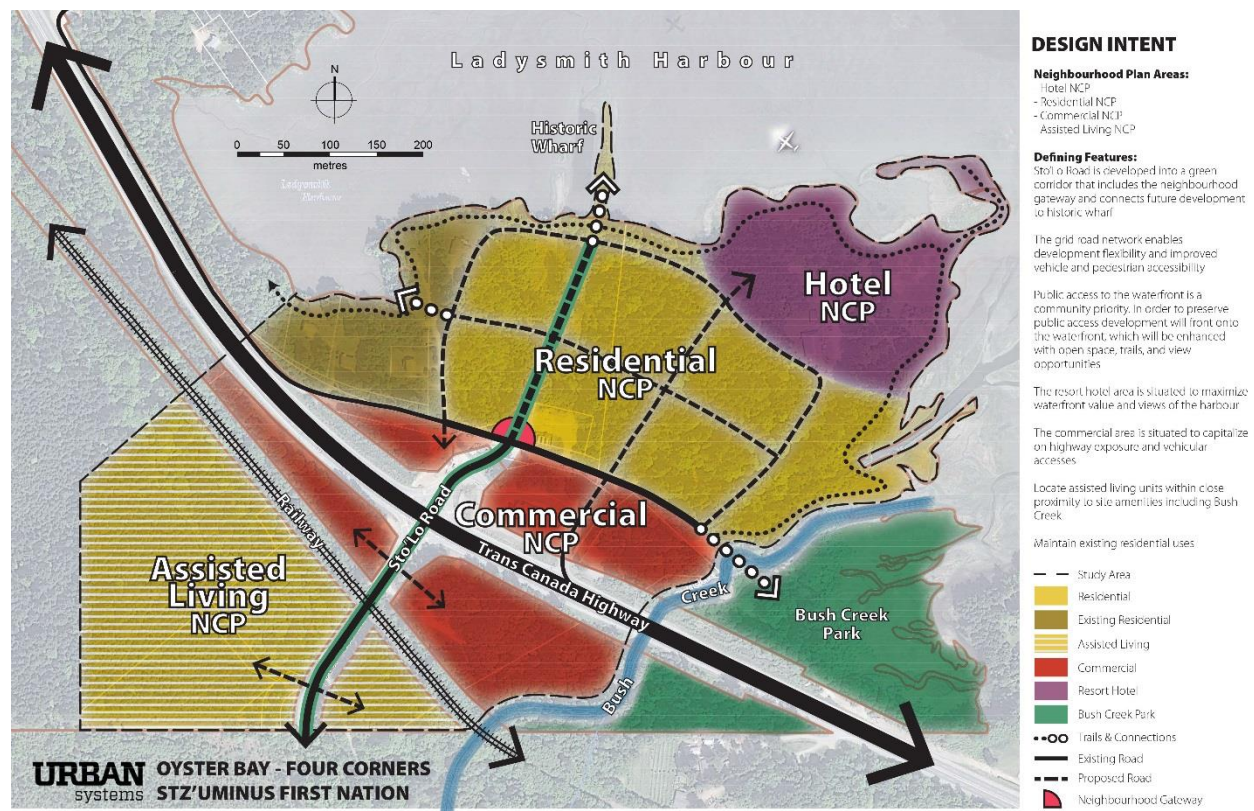 Ladysmith Harbour
N
0 50 100 150 200
metres
Historic
Wharf
Ladysmith
Hotel
NCP
Residential
NCP
Commercial
NCP
Assisted
Living
NCP
Railway
Sto'Lo Road
Trans Canada Highway
Bush
Creek
Bush Creek
Park
URBAN
systems
OYSTER BAY - FOUR CORNERS
STZ'UMINUS FIRST NATION
DESIGN INTENT
Neighbourhood Plan Areas:
Hotel NCP
- Residential NCP
- Commercial NCP
Assisted Living NCP
Defining Features:
Sto'Lo Road is developed into a green
corridor that includes the neighbourhood
gateway and connects future development
to historic wharf
The grid road network enables
development flexibility and improved
vehicle and pedestrian accessibility
Public access to the waterfront is a
community priority. In order to preserve
public access development will front onto
the waterfront, which will be enhanced
with open space, trails, and view
opportunities
The resort hotel area is situated to maximize
waterfront value and views of the harbour
The commercial area is situated to capitalize
on highway exposure and vehicular
accesses
Locate assisted living units within close
proximity to site amenities including Bush
Creek
Maintain existing residential uses
Study Area
Residential
Existing Residential
Assisted Living
Commercial
Resort Hotel
Bush Creek Park
Trails & Connections
Existing Road
Proposed Road
Neighbourhood Gateway